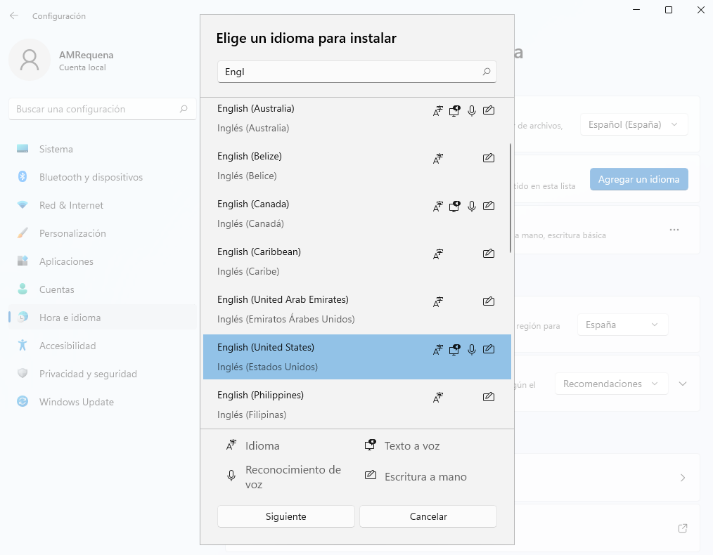 Configuración
AMRequena
Cuenta local
Buscar una configuración
Sistema
Bluetooth y dispositivos
Red & Internet
Personalización
Aplicaciones
Cuentas
Hora e idioma
Accesibilidad
Privacidad y seguridad
Windows Update
Elige un idioma para instalar
Engl
English (Australia)
Inglés (Australia)
English (Belize)
Inglés (Belice)
English (Canada)
Inglés (Canadá)
English (Caribbean)
Inglés (Caribe)
English (United Arab Emirates)
Inglés (Emiratos Árabes Unidos)
English (United States)
Inglés (Estados Unidos)
English (Philippines)
Inglés (Filipinas)
Idioma
Texto a voz
Reconocimiento de
voz
Escritura a mano
Siguiente
Cancelar
a
r de archivos,
Español (España)
ido en esta lista
Agregar un idioma
a mano, escritura básica
región para
España
gún el
Recomendaciones